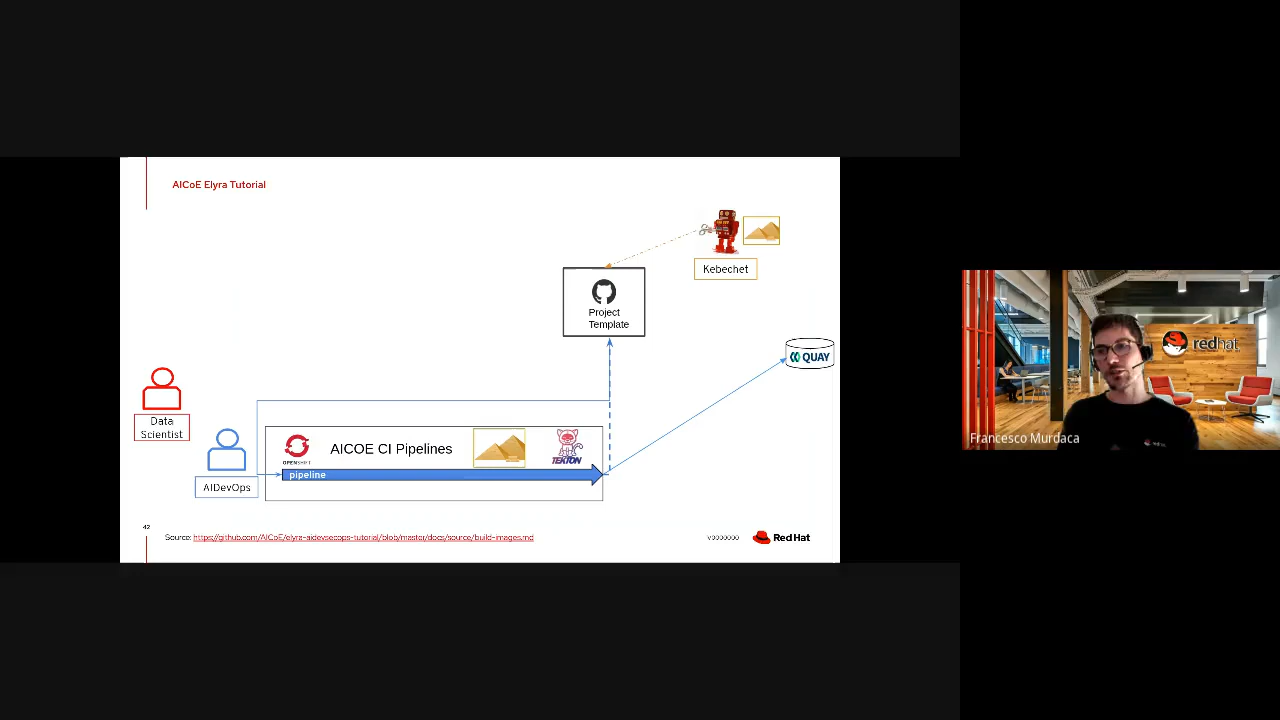 AICoE Elyra Tutorial
Kebechet
Project
Template
QUAY
Data
Scientist
AIDevOps
OPENSHIFT
AICOE CI Pipelines
TEKTON
pipeline
42
Source: https://github.com/AICoE/elyra-aidevsecops-tutorial/blob/master/docs/source/build-images.md
V0000000
Red Hat
redhat
Francesco Murdaca